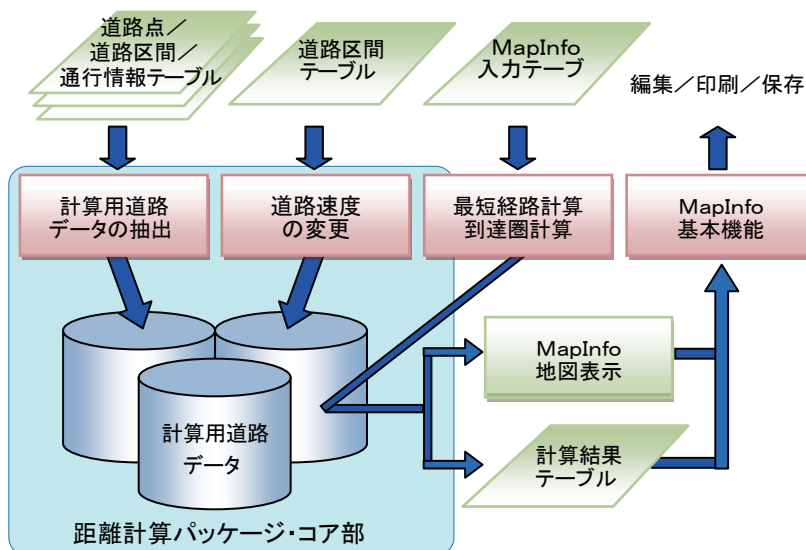 道路点／
道路区間／
通行情報テーブル
道路区間
テーブル
MapInfo
入力テーブ
編集／印刷／保存
計算用道路
データの抽出
道路速度
の変更
最短経路計算
到達圏計算
MapInfo
基本機能
MapInfo
地図表示
計算用道路
データ
計算結果
テーブル
距離計算パッケージ・コア部